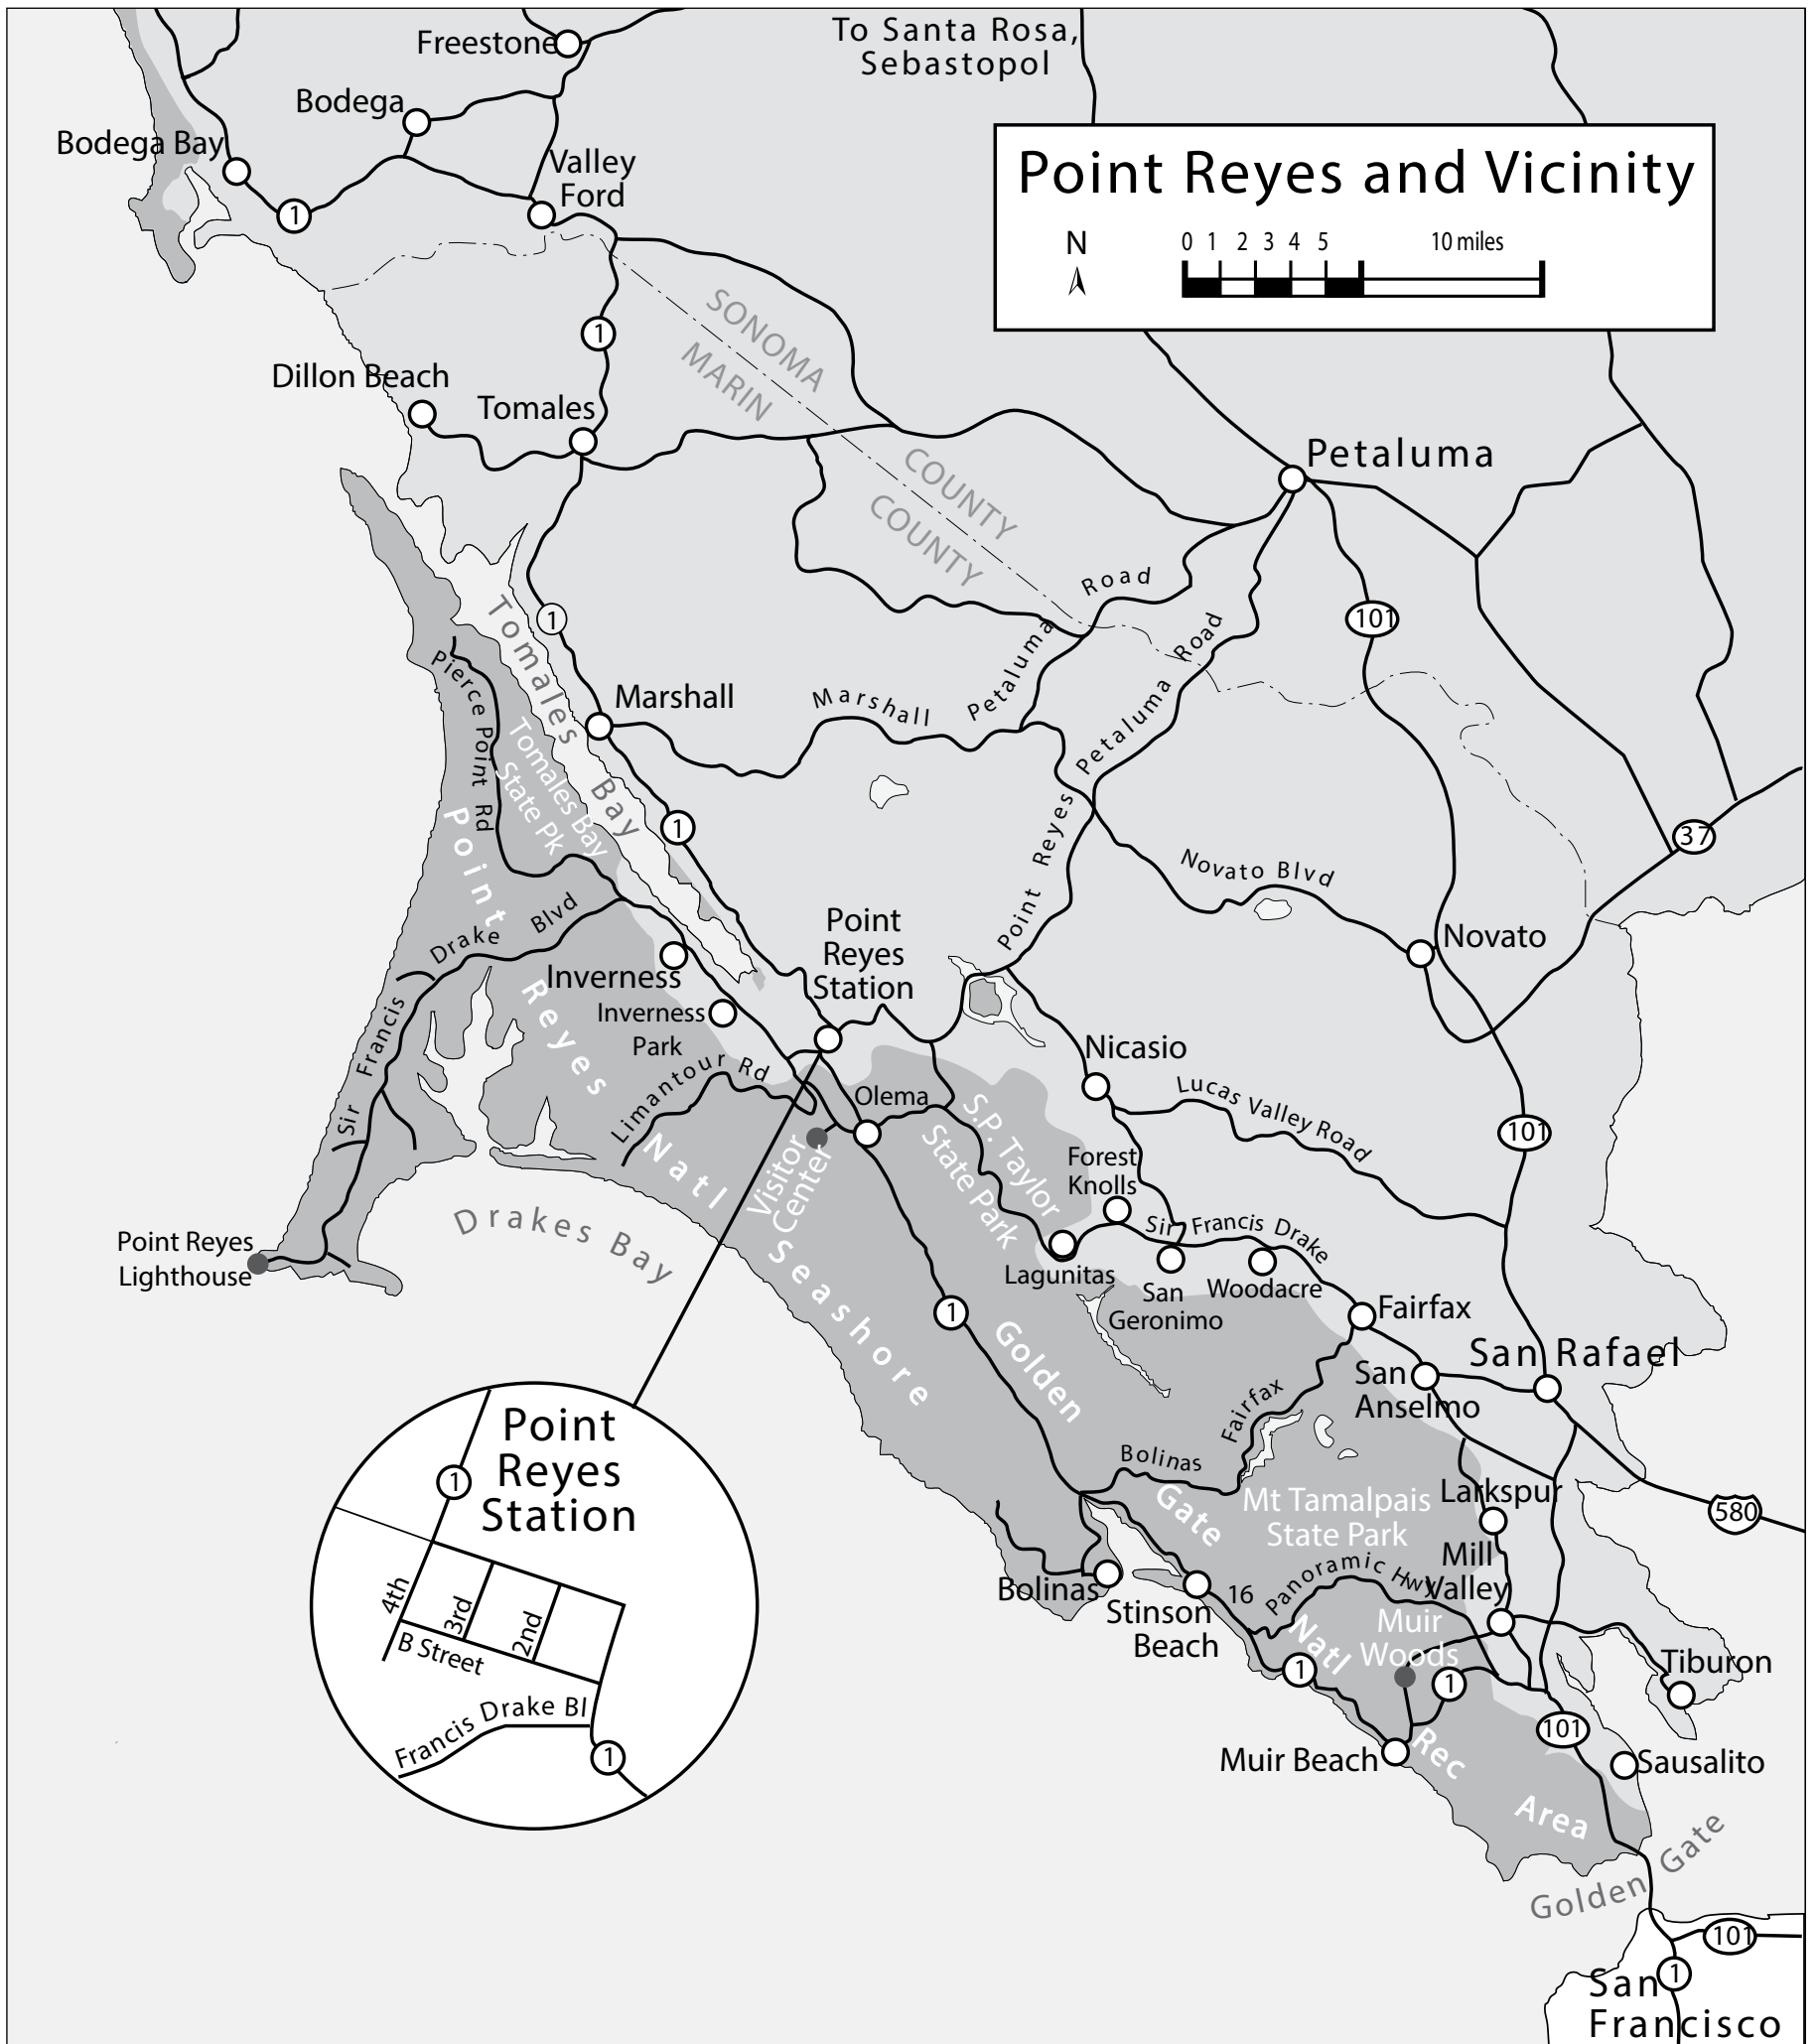 Freestone
To Santa Rosa,
Sebastopol
Bodega
Bodega Bay
Valley
Ford
1
Point Reyes and Vicinity
N
0 1 2 3 4 5 10 miles
SONOMA
MARIN
1
Dillon Beach
Tomales
COUNTY
COUNTY
Petaluma
Petaluma Road
1
101
Tomales Bay
Pierce Point Rd
Tomales Bay
State Pk
Marshall
Marshall
Point Reyes Petaluma Road
1
37
Novato Blvd
Novato
Point Reyes Natl Seashore
Sir Francis Drake Blvd
Inverness
Inverness
Park
Point
Reyes
Station
Limantour Rd
Olema
Nicasio
Lucas Valley Road
101
S.P. Taylor
State Park
Visitor
Center
Forest
Knolls
Sir Francis Drake
Drakes Bay
Point Reyes
Lighthouse
Lagunitas
San
Geronimo
Woodacre
1
Fairfax
San Rafael
San
Anselmo
Golden Gate Natl Rec Area
Bolinas Fairfax
Mt Tamalpais
State Park
Larkspur
580
Point
Reyes
Station
1
4th
3rd
2nd
B Street
Francis Drake Bl
1
Bolinas
Stinson
Beach
16
Panoramic Hwy
Mill
Valley
Muir
Woods
1
1
Tiburon
101
Muir Beach
Sausalito
Golden Gate
101
1
San
Francisco